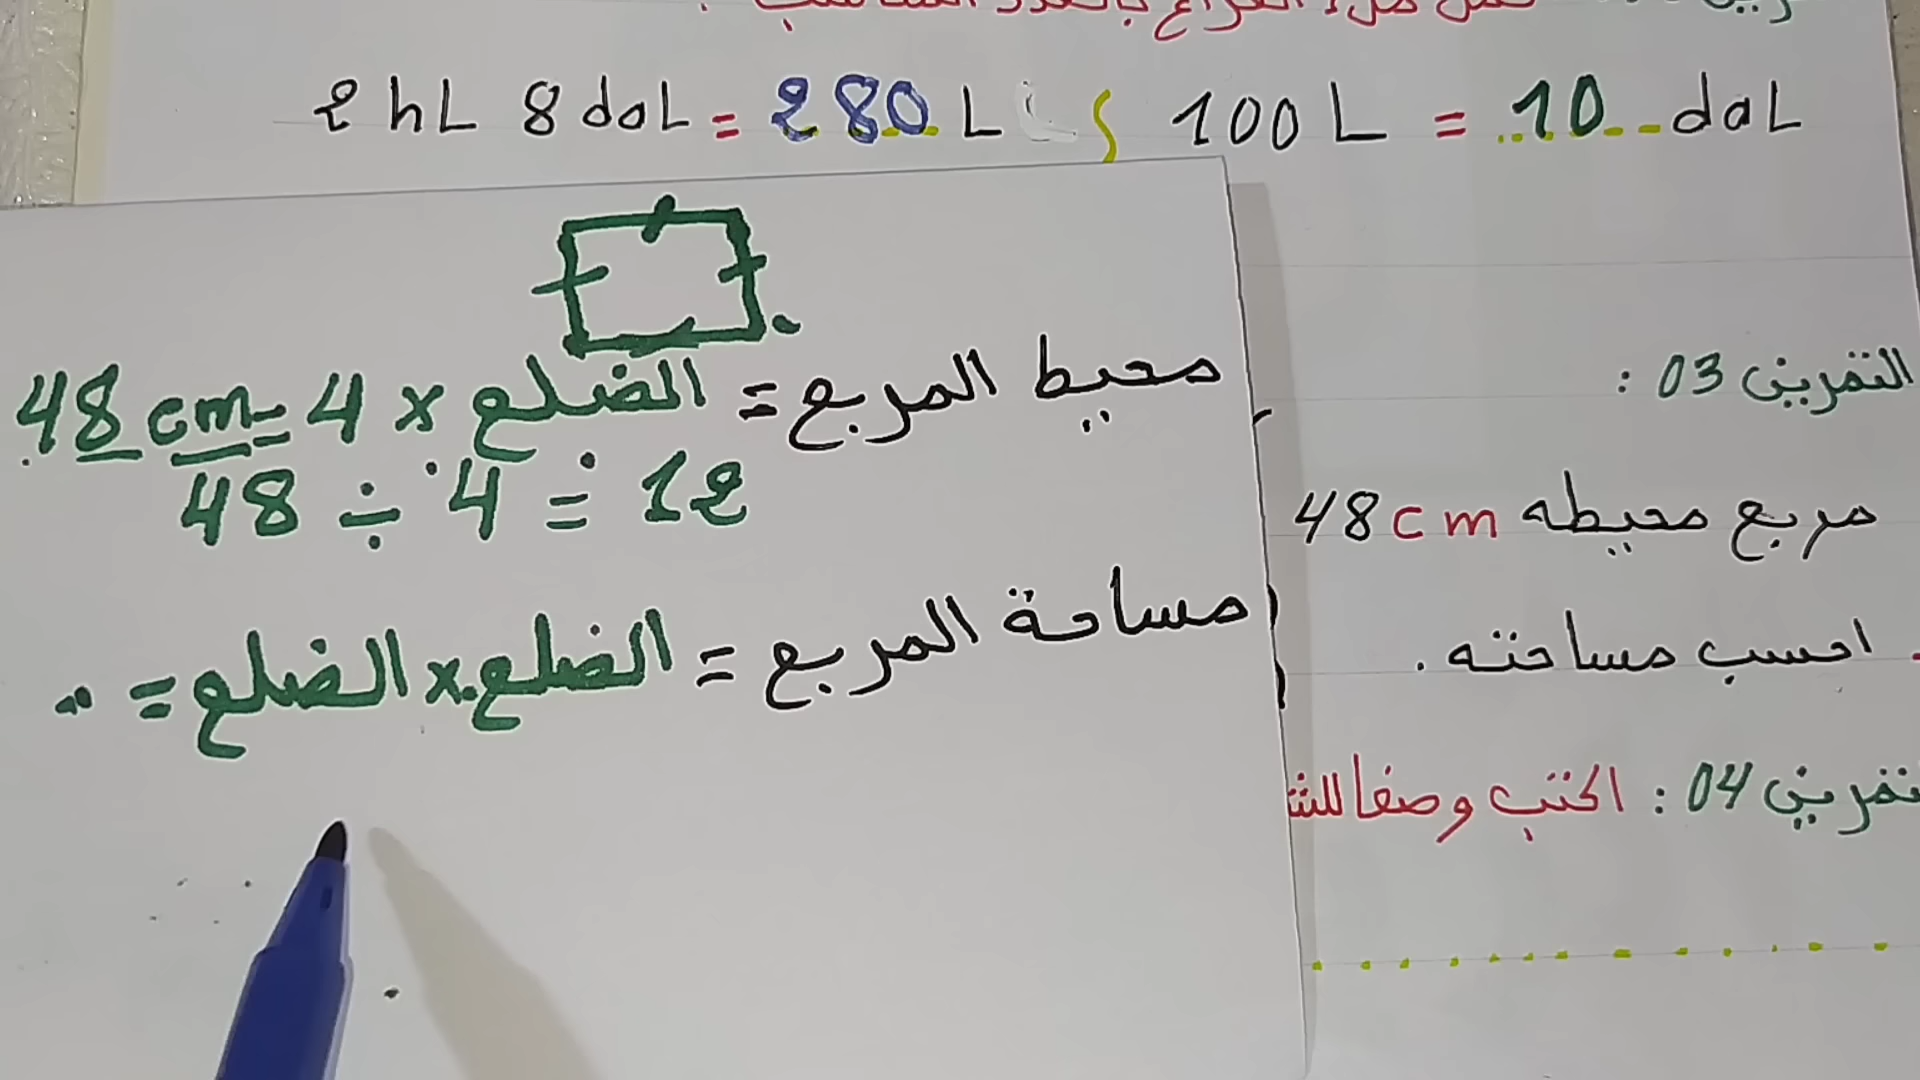 2 hL 8 daL = 280 L 100 L = 10 daL
محيط المربع = الضلع × 4 = 48 cm
48 ÷ 4 = 12
مساحة المربع = الضلع × الضلع = ..
التمرين 03 :
مربع محيطه 48 cm
احسب مساحته .
تمرين 04 : اكتب وصفا